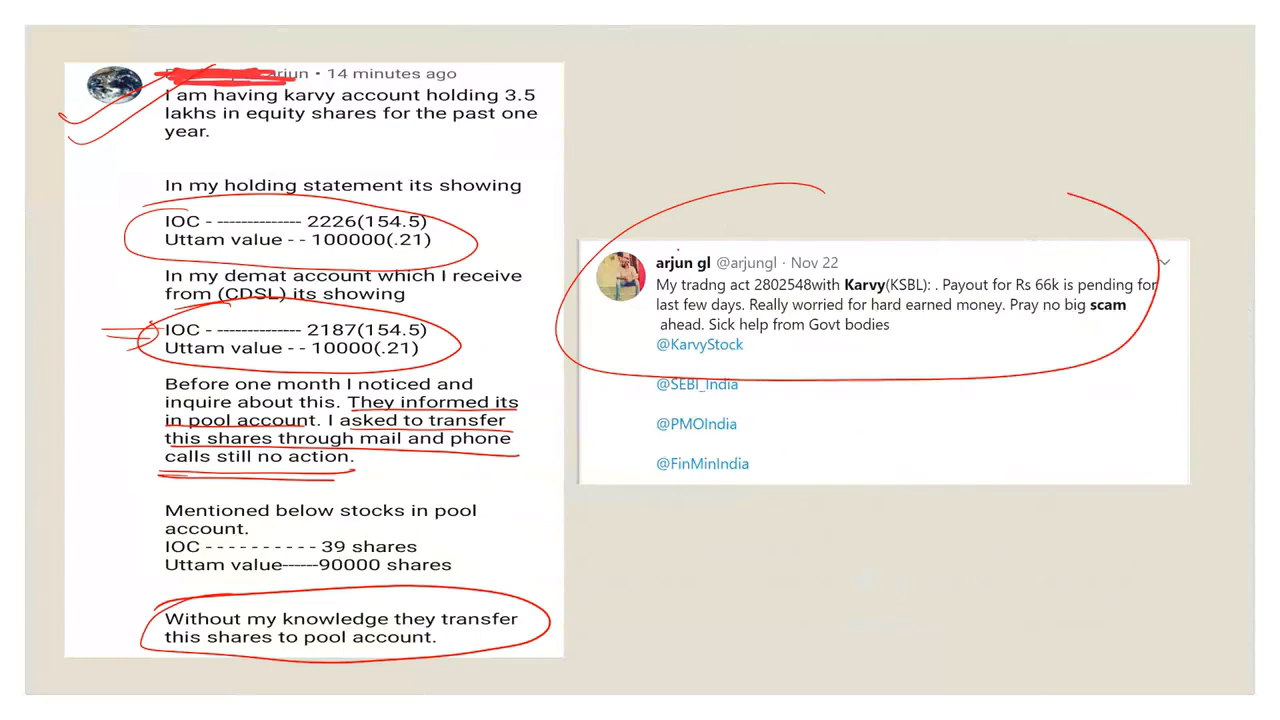 arjun • 14 minutes ago
I am having karvy account holding 3.5
lakhs in equity shares for the past one
year.
In my holding statement its showing
IOC - -------------- 2226(154.5)
Uttam value - - 100000(.21)
In my demat account which I receive
from (CDSL) its showing
IOC - -------------- 2187(154.5)
Uttam value - - 10000(.21)
Before one month I noticed and
inquire about this. They informed its
in pool account. I asked to transfer
this shares through mail and phone
calls still no action.
Mentioned below stocks in pool
account.
IOC - - - - - - - - - - 39 shares
Uttam value------90000 shares
Without my knowledge they transfer
this shares to pool account.
arjun gl @arjungl · Nov 22
My tradng act 2802548with Karvy(KSBL): . Payout for Rs 66k is pending for
last few days. Really worried for hard earned money. Pray no big scam
ahead. Sick help from Govt bodies
@KarvyStock
@SEBI_India
@PMOIndia
@FinMinIndia